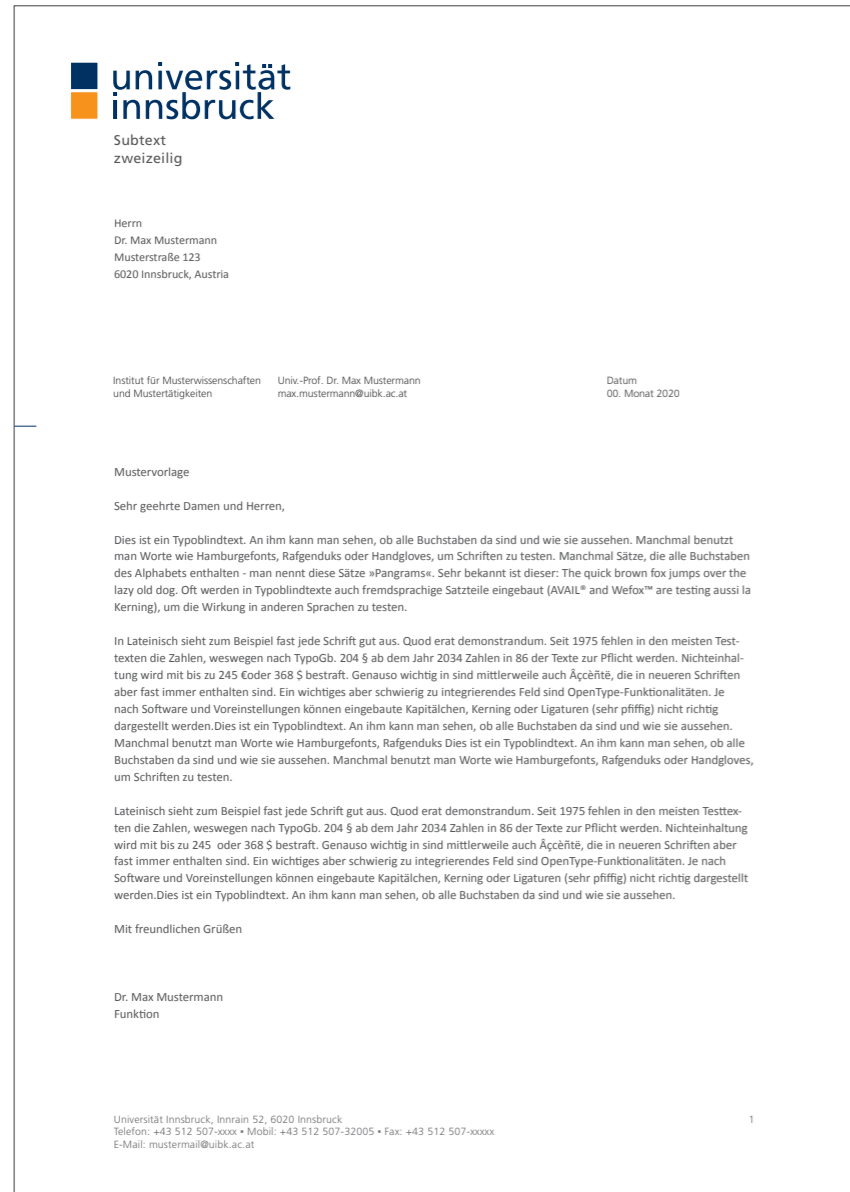 universität
innsbruck
Subtext
zweizeilig
Herrn
Dr. Max Mustermann
Musterstraße 123
6020 Innsbruck, Austria
Institut für Musterwissenschaften
und Mustertätigkeiten
Univ.-Prof. Dr. Max Mustermann
max.mustermann@uibk.ac.at
Datum
00. Monat 2020
Mustervorlage
Sehr geehrte Damen und Herren,
Dies ist ein Typoblindtext. An ihm kann man sehen, ob alle Buchstaben da sind und wie sie aussehen. Manchmal benutzt
man Worte wie Hamburgefonts, Rafgenduks oder Handgloves, um Schriften zu testen. Manchmal Sätze, die alle Buchstaben
des Alphabets enthalten - man nennt diese Sätze »Pangrams«. Sehr bekannt ist dieser: The quick brown fox jumps over the
lazy old dog. Oft werden in Typoblindtexte auch fremdsprachige Satzteile eingebaut (AVAIL® and Wefox™ are testing aussi la
Kerning), um die Wirkung in anderen Sprachen zu testen.
In Lateinisch sieht zum Beispiel fast jede Schrift gut aus. Quod erat demonstrandum. Seit 1975 fehlen in den meisten Test-
texten die Zahlen, weswegen nach TypoGb. 204 § ab dem Jahr 2034 Zahlen in 86 der Texte zur Pflicht werden. Nichteinhal-
tung wird mit bis zu 245 €oder 368 $ bestraft. Genauso wichtig in sind mittlerweile auch Âçcèñtë, die in neueren Schriften
aber fast immer enthalten sind. Ein wichtiges aber schwierig zu integrierendes Feld sind OpenType-Funktionalitäten. Je
nach Software und Voreinstellungen können eingebaute Kapitälchen, Kerning oder Ligaturen (sehr pfiffig) nicht richtig
dargestellt werden.Dies ist ein Typoblindtext. An ihm kann man sehen, ob alle Buchstaben da sind und wie sie aussehen.
Manchmal benutzt man Worte wie Hamburgefonts, Rafgenduks Dies ist ein Typoblindtext. An ihm kann man sehen, ob alle
Buchstaben da sind und wie sie aussehen. Manchmal benutzt man Worte wie Hamburgefonts, Rafgenduks oder Handgloves,
um Schriften zu testen.
Lateinisch sieht zum Beispiel fast jede Schrift gut aus. Quod erat demonstrandum. Seit 1975 fehlen in den meisten Testtex-
ten die Zahlen, weswegen nach TypoGb. 204 § ab dem Jahr 2034 Zahlen in 86 der Texte zur Pflicht werden. Nichteinhaltung
wird mit bis zu 245  oder 368 $ bestraft. Genauso wichtig in sind mittlerweile auch Âçcèñtë, die in neueren Schriften aber
fast immer enthalten sind. Ein wichtiges aber schwierig zu integrierendes Feld sind OpenType-Funktionalitäten. Je nach
Software und Voreinstellungen können eingebaute Kapitälchen, Kerning oder Ligaturen (sehr pfiffig) nicht richtig dargestellt
werden.Dies ist ein Typoblindtext. An ihm kann man sehen, ob alle Buchstaben da sind und wie sie aussehen.
Mit freundlichen Grüßen
Dr. Max Mustermann
Funktion
Universität Innsbruck, Innrain 52, 6020 Innsbruck
Telefon: +43 512 507-xxxx ▪ Mobil: +43 512 507-32005 ▪ Fax: +43 512 507-xxxxx
E-Mail: mustermail@uibk.ac.at
1